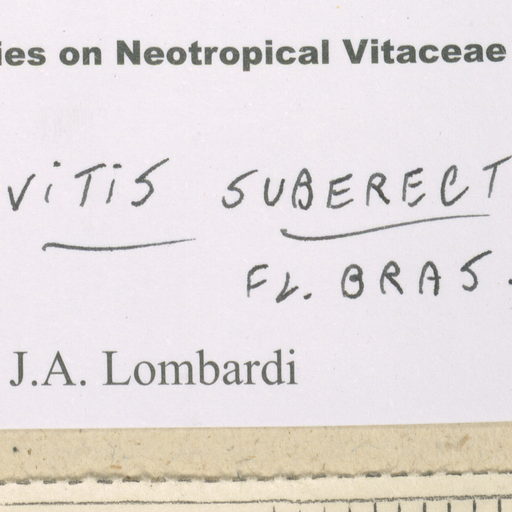 ies on Neotropical Vitaceae
ViTiS SUBERECT
FL. BRAS.
J.A. Lombardi